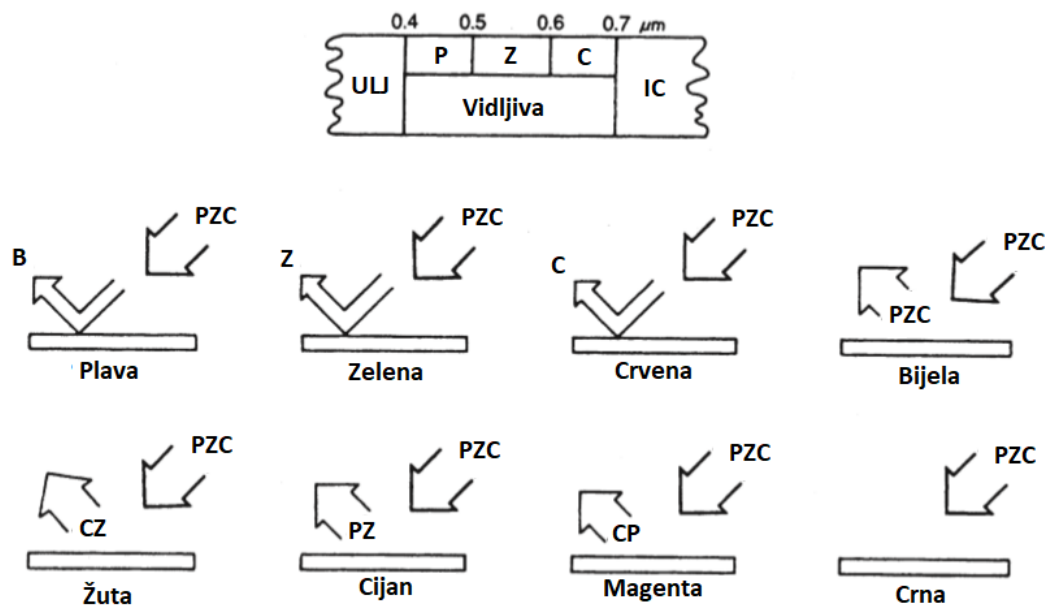 0.4 0.5 0.6 0.7 µm
P Z C
ULJ Vidljiva IC
PZC PZC PZC PZC
B Z C PZC
Plava Zelena Crvena Bijela
PZC PZC PZC PZC
CZ PZ CP
Žuta Cijan Magenta Crna